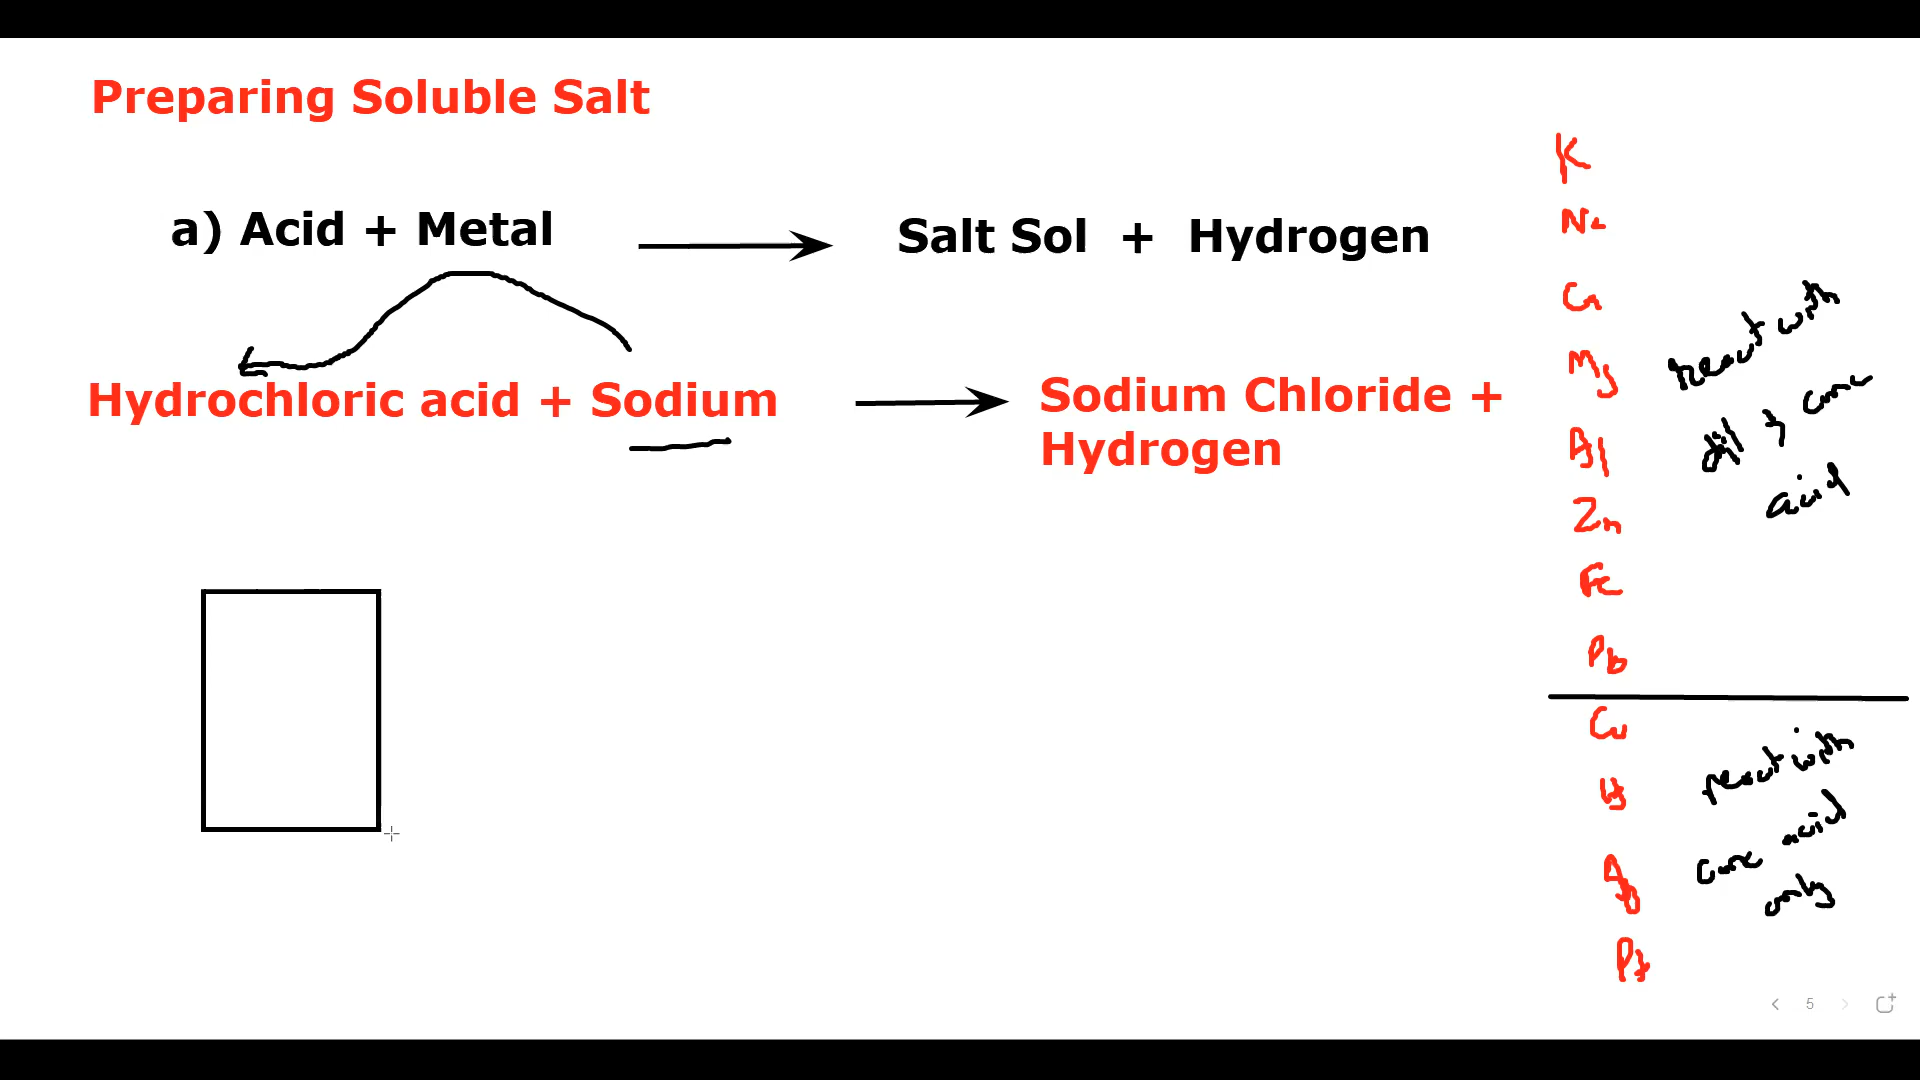 Preparing Soluble Salt
a) Acid + Metal
Salt Sol + Hydrogen
Hydrochloric acid + Sodium
Sodium Chloride +
Hydrogen
K
Na
Ca
Mg
Al
Zn
Fe
Pb
react with
dil & conc
acid
Cu
Hg
Ag
Pt
react with
conc acid
only
5